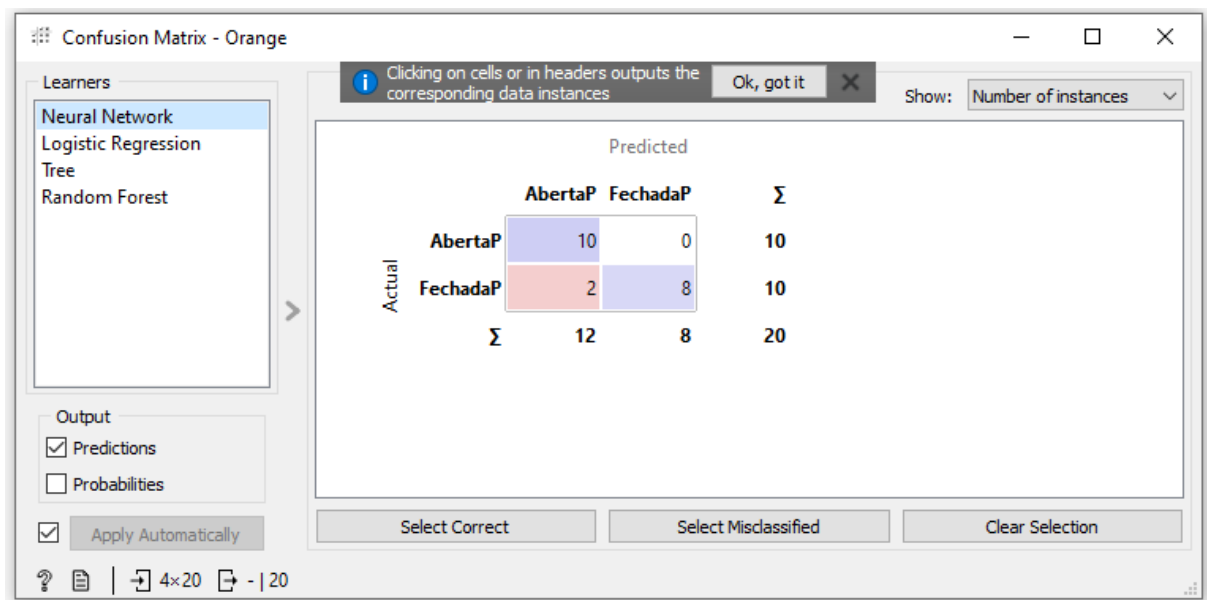 Confusion Matrix - Orange
Learners
Neural Network
Logistic Regression
Tree
Random Forest
Output
Predictions
Probabilities
Apply Automatically
4×20
- | 20
Clicking on cells or in headers outputs the
corresponding data instances
Ok, got it
Show: Number of instances
Predicted
AbertaP FechadaP Σ
Actual
AbertaP 10 0 10
FechadaP 2 8 10
Σ 12 8 20
Select Correct
Select Misclassified
Clear Selection